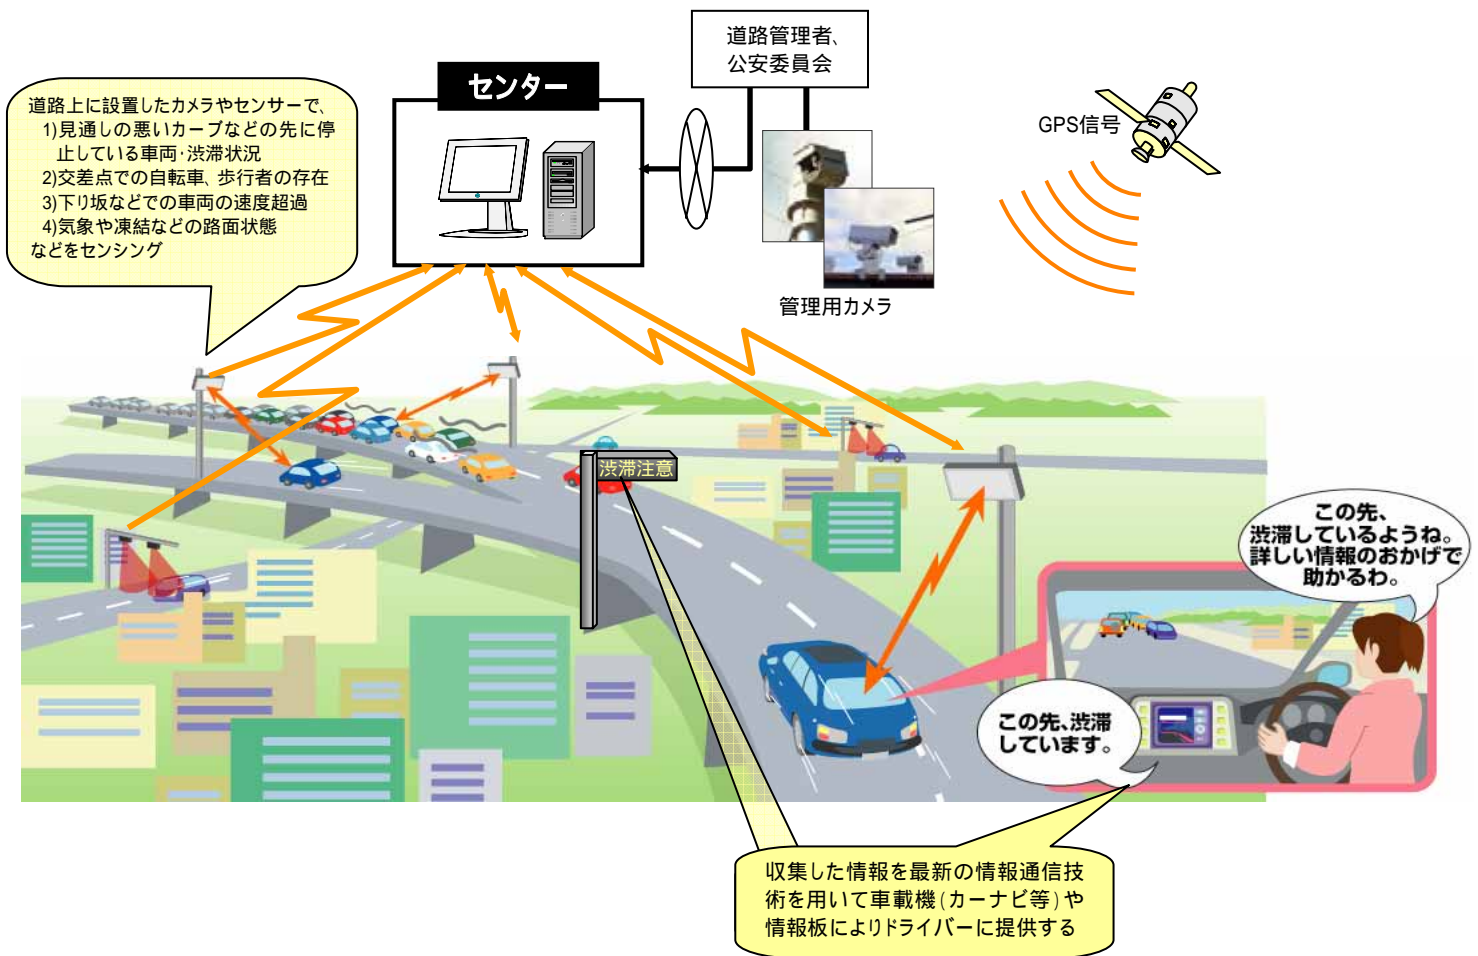 道路管理者、
公安委員会
センター
道路上に設置したカメラやセンサーで、
1)見通しの悪いカーブなどの先に停
止している車両・渋滞状況
2)交差点での自転車、歩行者の存在
3)下り坂などでの車両の速度超過
4)気象や凍結などの路面状態
などをセンシング
GPS信号
管理用カメラ
渋滞注意
この先、
渋滞しているようね。
詳しい情報のおかげで
助かるわ。
この先、渋滞
しています。
収集した情報を最新の情報通信技
術を用いて車載機(カーナビ等)や
情報板によりドライバーに提供する